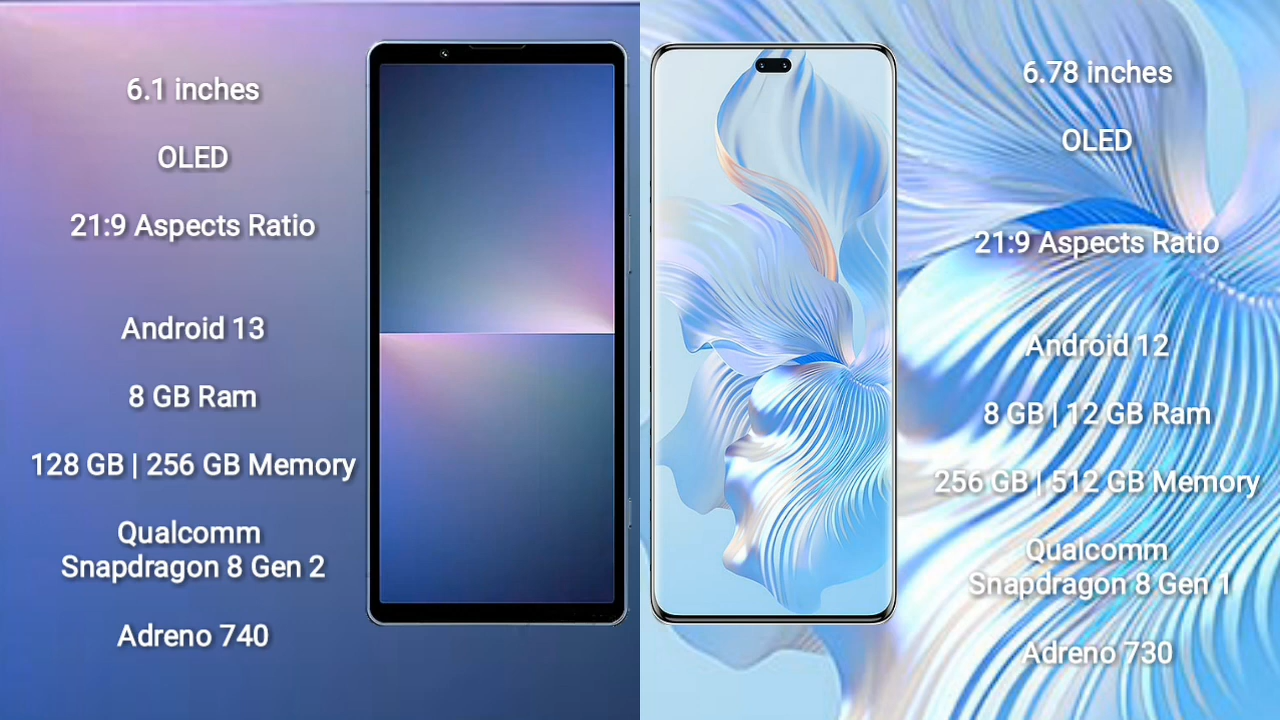 6.1 inches
OLED
21:9 Aspects Ratio
Android 13
8 GB Ram
128 GB | 256 GB Memory
Qualcomm
Snapdragon 8 Gen 2
Adreno 740
6.78 inches
OLED
21:9 Aspects Ratio
Android 12
8 GB | 12 GB Ram
256 GB | 512 GB Memory
Qualcomm
Snapdragon 8 Gen 1
Adreno 730